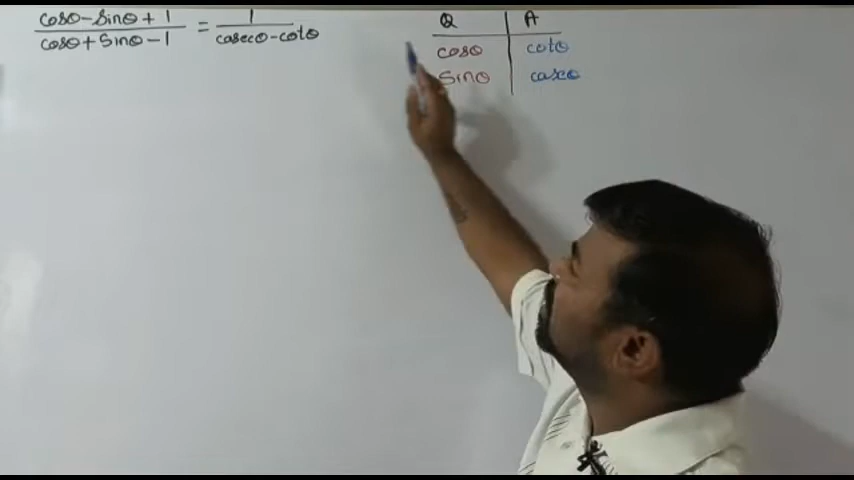 cosθ - sinθ + 1 / cosθ + sinθ - 1 = 1 / cosecθ - cotθ
Q | A
cosθ | cotθ
sinθ | cosecθ